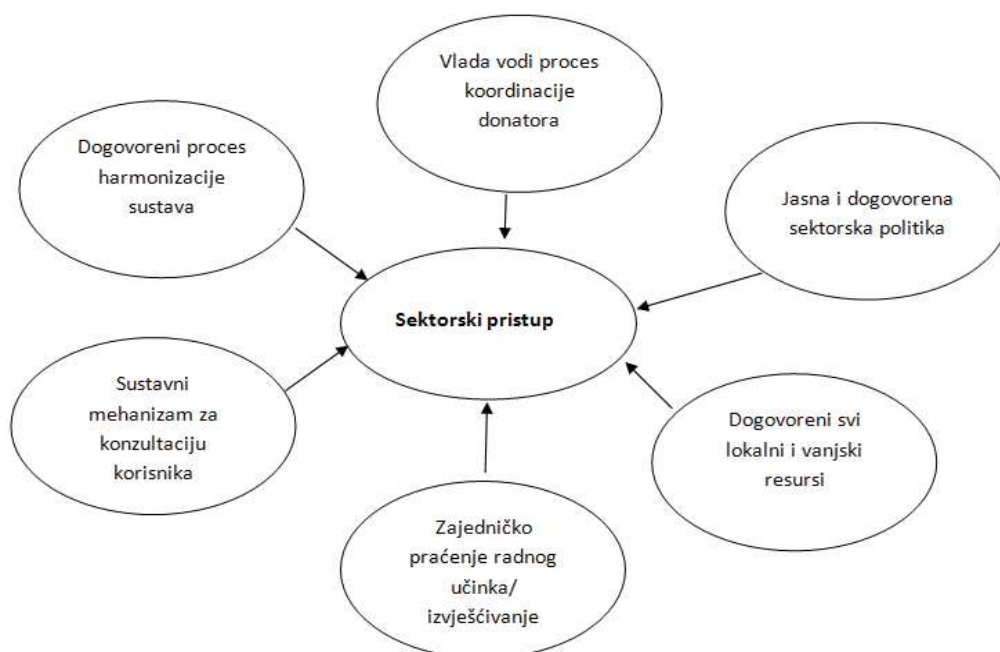 Vlada vodi proces
koordinacije
donatora
Dogovoreni proces
harmonizacije
sustava
Jasna i dogovorena
sektorska politika
Sektorski pristup
Sustavni
mehanizam za
konzultaciju
korisnika
Dogovoreni svi
lokalni i vanjski
resursi
Zajedničko
praćenje radnog
učinka/
izvješćivanje